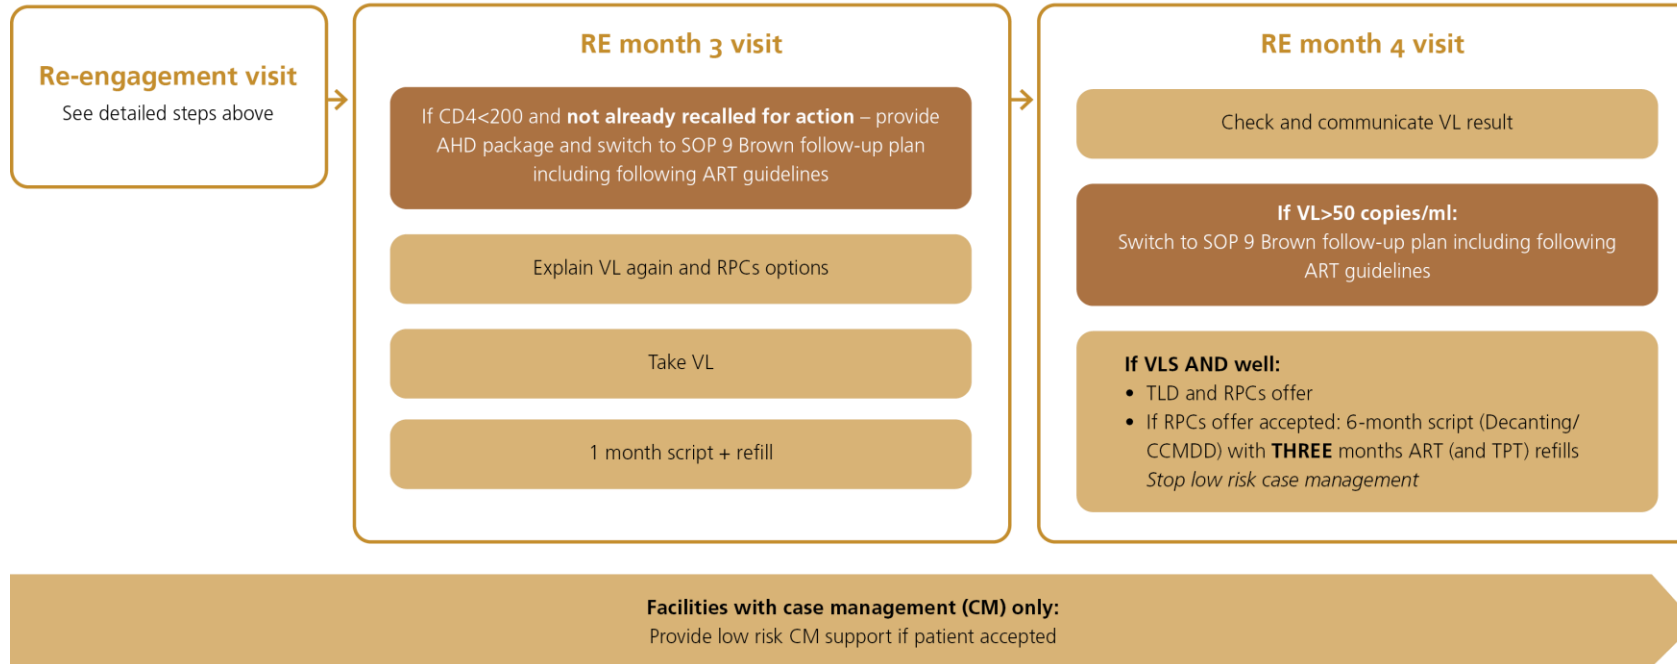 Re-engagement visit
See detailed steps above
RE month 3 visit
If CD4<200 and not already recalled for action – provide
AHD package and switch to SOP 9 Brown follow-up plan
including following ART guidelines
Explain VL again and RPCs options
Take VL
1 month script + refill
RE month 4 visit
Check and communicate VL result
If VL>50 copies/ml:
Switch to SOP 9 Brown follow-up plan including following
ART guidelines
If VLS AND well:
• TLD and RPCs offer
• If RPCs offer accepted: 6-month script (Decanting/
CCMDD) with THREE months ART (and TPT) refills
Stop low risk case management
Facilities with case management (CM) only:
Provide low risk CM support if patient accepted